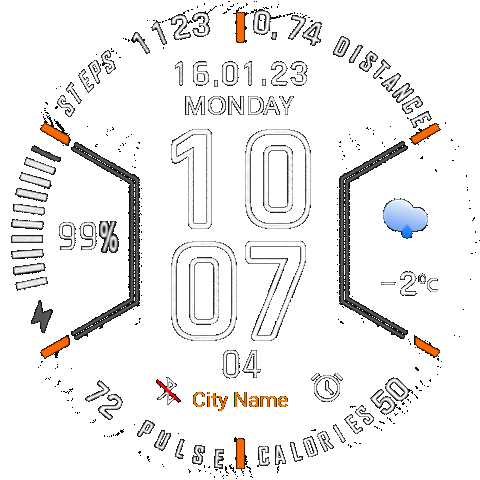 STEPS 1123
0,74 DISTANCE
16.01.23
MONDAY
10
99%
07
-2°C
04
City Name
72 PULSE
CALORIES 50